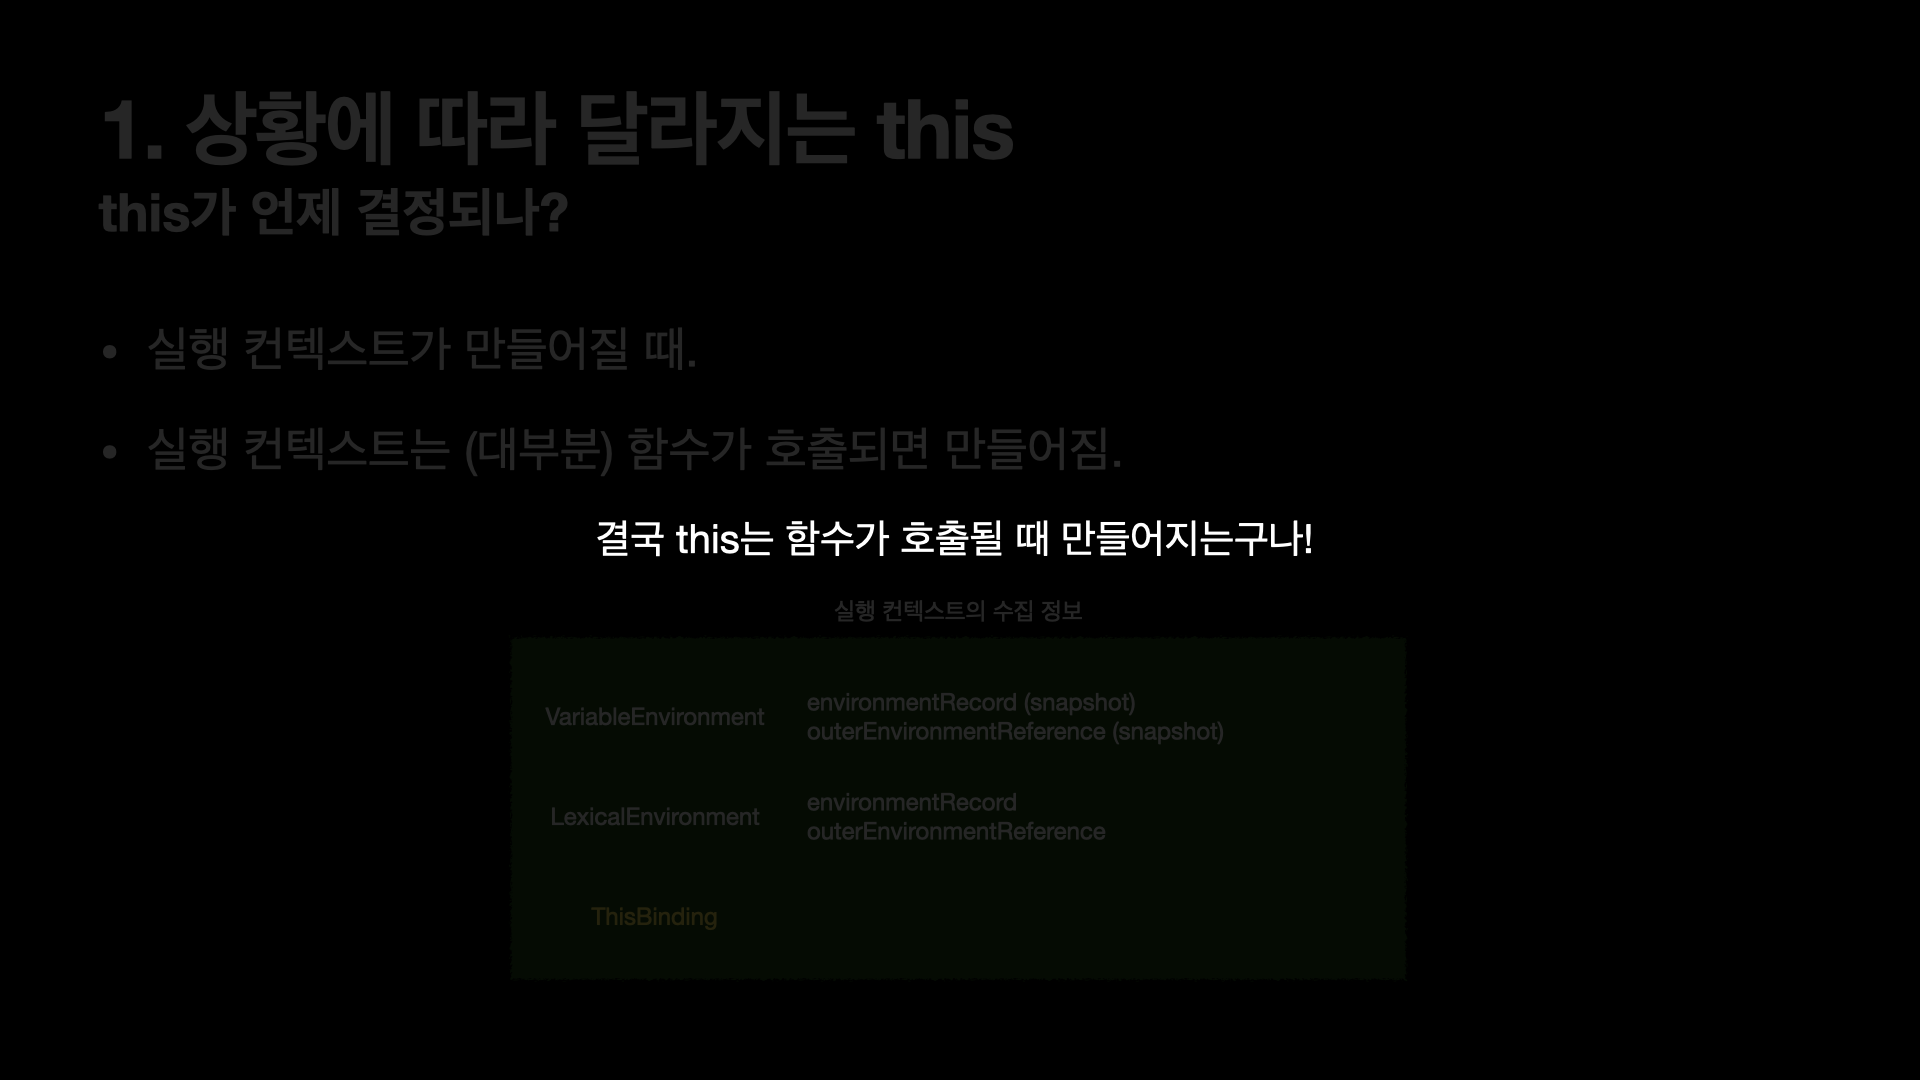 1. 상황에 따라 달라지는 this
this가 언제 결정되나?
• 실행 컨텍스트가 만들어질 때.
• 실행 컨텍스트는 (대부분) 함수가 호출되면 만들어짐.
결국 this는 함수가 호출될 때 만들어지는구나!
실행 컨텍스트의 수집 정보
VariableEnvironment
environmentRecord (snapshot)
outerEnvironmentReference (snapshot)
LexicalEnvironment
environmentRecord
outerEnvironmentReference
ThisBinding